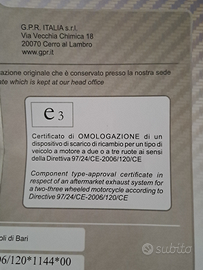 G.P.R. ITALIA s.r.l.
Via Vecchia Chimica 18
20070 Cerro al Lambro
www.gpr.it
azione originale che è conservato presso la nostra sede
ate which is kept at our head office
e3
Certificato di OMOLOGAZIONE di un
dispositivo di scarico di ricambio per un tipo di
veicolo a motore a due o a tre ruote ai sensi
della Direttiva 97/24/CE-2006/120/CE
Component type-approval certificate in
respect of an aftermarket exhaust system for
a two-three wheeled motorcycle according to
Directive 97/24/CE-2006/120/CE
oli di Bari
06/120*1144*00
subito